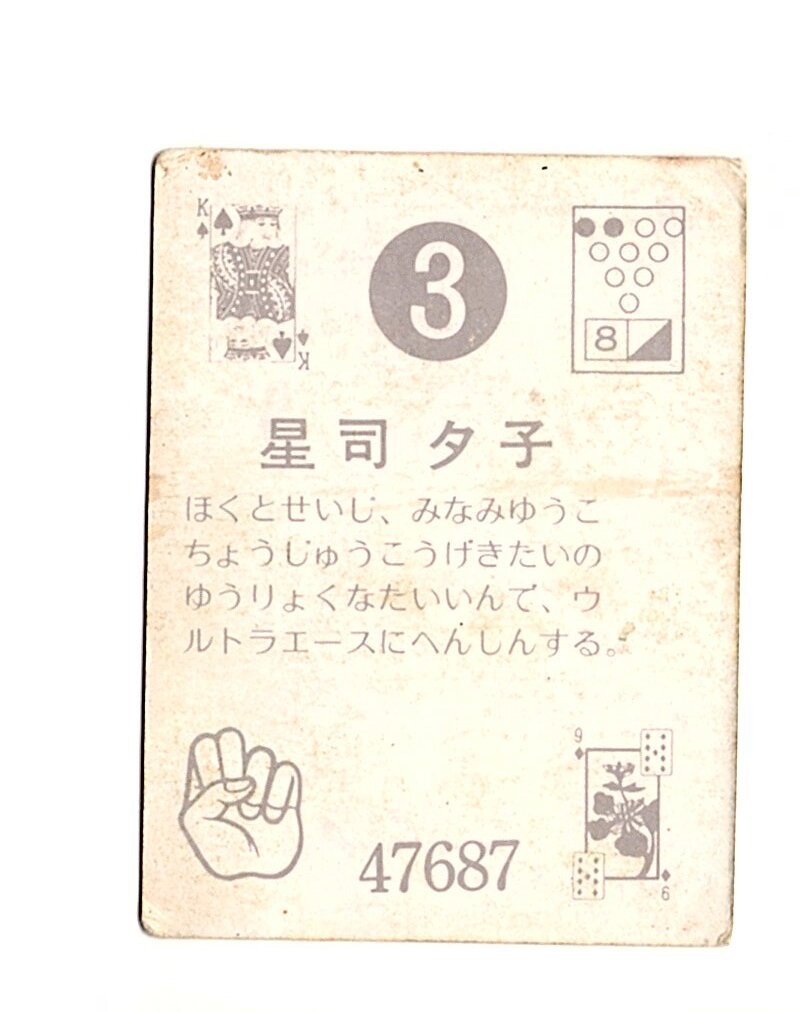 K
3
8
K
星司 夕子
ほくとせいじ、みなみゆうこ
ちょうじゅうこうげきたいの
ゆうりょくなたいいんで、ウ
ルトラエースにへんしんする。
9
47687
9